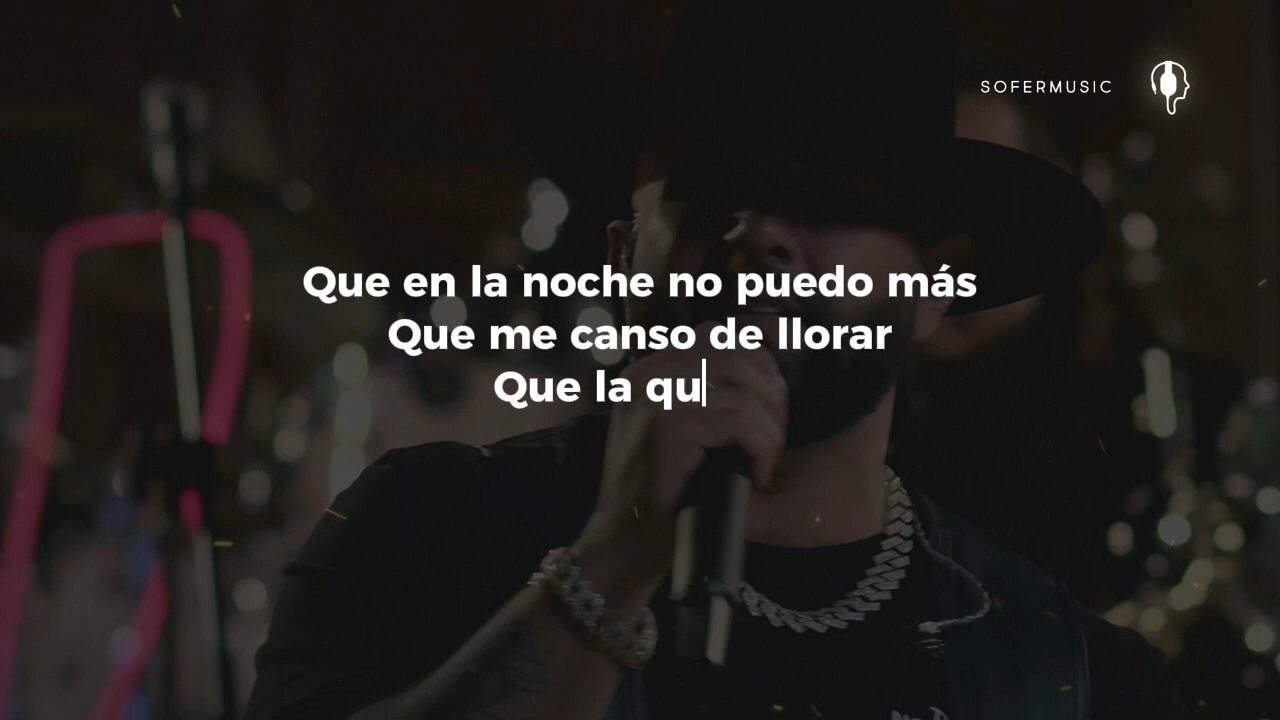 SOFERMUSIC
Que en la noche no puedo más
Que me canso de llorar
Que la qu